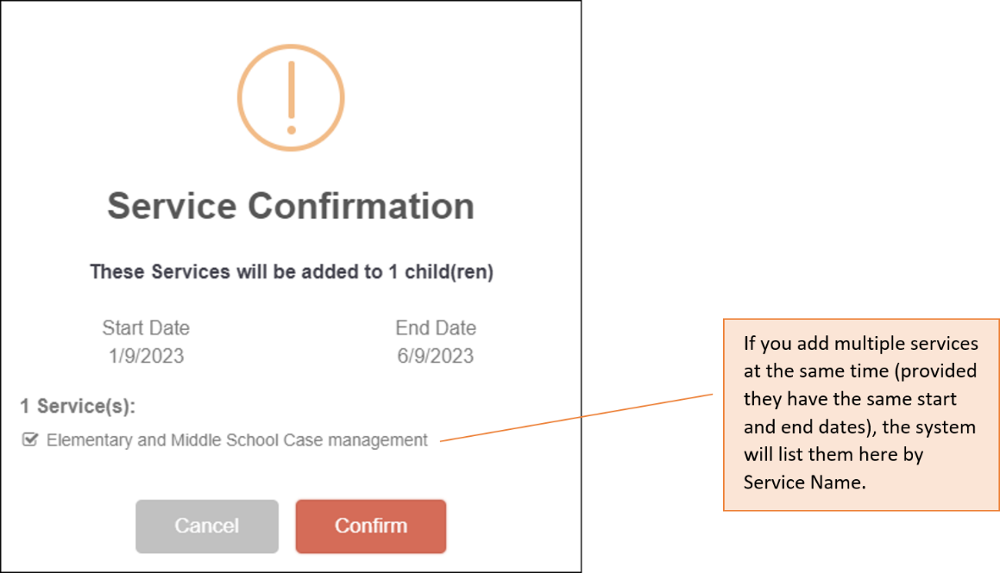 Service Confirmation
These Services will be added to 1 child(ren)
Start Date
End Date
1/9/2023
6/9/2023
1 Service(s):
Elementary and Middle School Case management
Cancel
Confirm
If you add multiple services
at the same time (provided
they have the same start
and end dates), the system
will list them here by
Service Name.